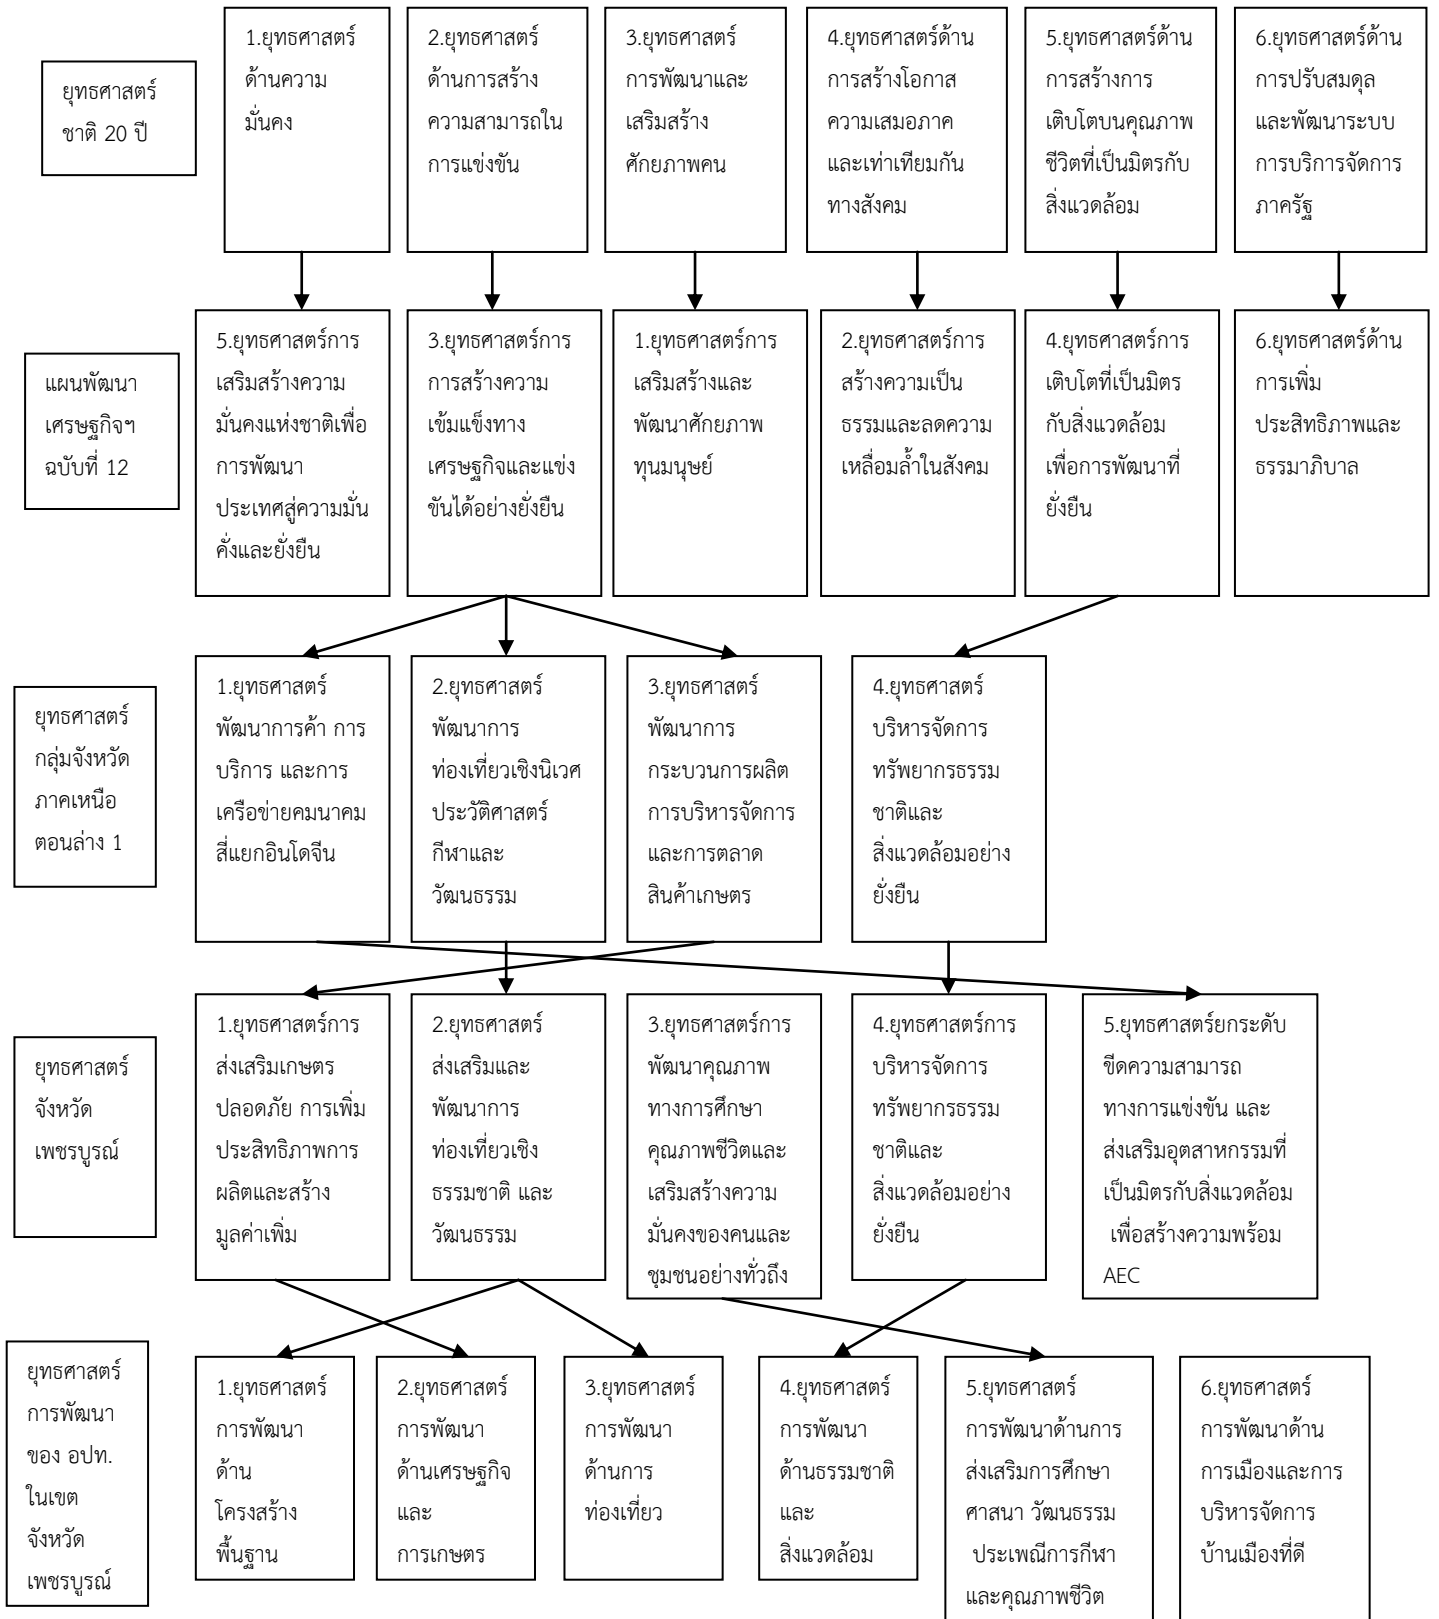 ยุทธศาสตร์
ชาติ 20 ปี
1.ยุทธศาสตร์
ด้านความ
มั่นคง
2.ยุทธศาสตร์
ด้านการสร้าง
ความสามารถใน
การแข่งขัน
3.ยุทธศาสตร์
การพัฒนาและ
เสริมสร้าง
ศักยภาพคน
4.ยุทธศาสตร์ด้าน
การสร้างโอกาส
ความเสมอภาค
และเท่าเทียมกัน
ทางสังคม
5.ยุทธศาสตร์ด้าน
การสร้างการ
เติบโตบนคุณภาพ
ชีวิตที่เป็นมิตรกับ
สิ่งแวดล้อม
6.ยุทธศาสตร์ด้าน
การปรับสมดุล
และพัฒนาระบบ
การบริการจัดการ
ภาครัฐ
แผนพัฒนา
เศรษฐกิจฯ
ฉบับที่ 12
5.ยุทธศาสตร์การ
เสริมสร้างความ
มั่นคงแห่งชาติเพื่อ
การพัฒนา
ประเทศสู่ความมั่น
คั่งและยั่งยืน
3.ยุทธศาสตร์การ
การสร้างความ
เข้มแข็งทาง
เศรษฐกิจและแข่ง
ขันได้อย่างยั่งยืน
1.ยุทธศาสตร์การ
เสริมสร้างและ
พัฒนาศักยภาพ
ทุนมนุษย์
2.ยุทธศาสตร์การ
สร้างความเป็น
ธรรมและลดความ
เหลื่อมล้ำในสังคม
4.ยุทธศาสตร์การ
เติบโตที่เป็นมิตร
กับสิ่งแวดล้อม
เพื่อการพัฒนาที่
ยั่งยืน
6.ยุทธศาสตร์ด้าน
การเพิ่ม
ประสิทธิภาพและ
ธรรมาภิบาล
ยุทธศาสตร์
กลุ่มจังหวัด
ภาคเหนือ
ตอนล่าง 1
1.ยุทธศาสตร์
พัฒนาการค้า การ
บริการ และการ
เครือข่ายคมนาคม
สี่แยกอินโดจีน
2.ยุทธศาสตร์
พัฒนาการ
ท่องเที่ยวเชิงนิเวศ
ประวัติศาสตร์
กีฬาและ
วัฒนธรรม
3.ยุทธศาสตร์
พัฒนาการ
กระบวนการผลิต
การบริหารจัดการ
และการตลาด
สินค้าเกษตร
4.ยุทธศาสตร์
บริหารจัดการ
ทรัพยากรธรรม
ชาติและ
สิ่งแวดล้อมอย่าง
ยั่งยืน
ยุทธศาสตร์
จังหวัด
เพชรบูรณ์
1.ยุทธศาสตร์การ
ส่งเสริมเกษตร
ปลอดภัย การเพิ่ม
ประสิทธิภาพการ
ผลิตและสร้าง
มูลค่าเพิ่ม
2.ยุทธศาสตร์
ส่งเสริมและ
พัฒนาการ
ท่องเที่ยวเชิง
ธรรมชาติ และ
วัฒนธรรม
3.ยุทธศาสตร์การ
พัฒนาคุณภาพ
ทางการศึกษา
คุณภาพชีวิตและ
เสริมสร้างความ
มั่นคงของคนและ
ชุมชนอย่างทั่วถึง
4.ยุทธศาสตร์การ
บริหารจัดการ
ทรัพยากรธรรม
ชาติและ
สิ่งแวดล้อมอย่าง
ยั่งยืน
5.ยุทธศาสตร์ยกระดับ
ขีดความสามารถ
ทางการแข่งขัน และ
ส่งเสริมอุตสาหกรรมที่
เป็นมิตรกับสิ่งแวดล้อม
เพื่อสร้างความพร้อม
AEC
ยุทธศาสตร์
การพัฒนา
ของ อปท.
ในเขต
จังหวัด
เพชรบูรณ์
1.ยุทธศาสตร์
การพัฒนา
ด้าน
โครงสร้าง
พื้นฐาน
2.ยุทธศาสตร์
การพัฒนา
ด้านเศรษฐกิจ
และ
การเกษตร
3.ยุทธศาสตร์
การพัฒนา
ด้านการ
ท่องเที่ยว
4.ยุทธศาสตร์
การพัฒนา
ด้านธรรมชาติ
และ
สิ่งแวดล้อม
5.ยุทธศาสตร์
การพัฒนาด้านการ
ส่งเสริมการศึกษา
ศาสนา วัฒนธรรม
ประเพณีการกีฬา
และคุณภาพชีวิต
6.ยุทธศาสตร์
การพัฒนาด้าน
การเมืองและการ
บริหารจัดการ
บ้านเมืองที่ดี